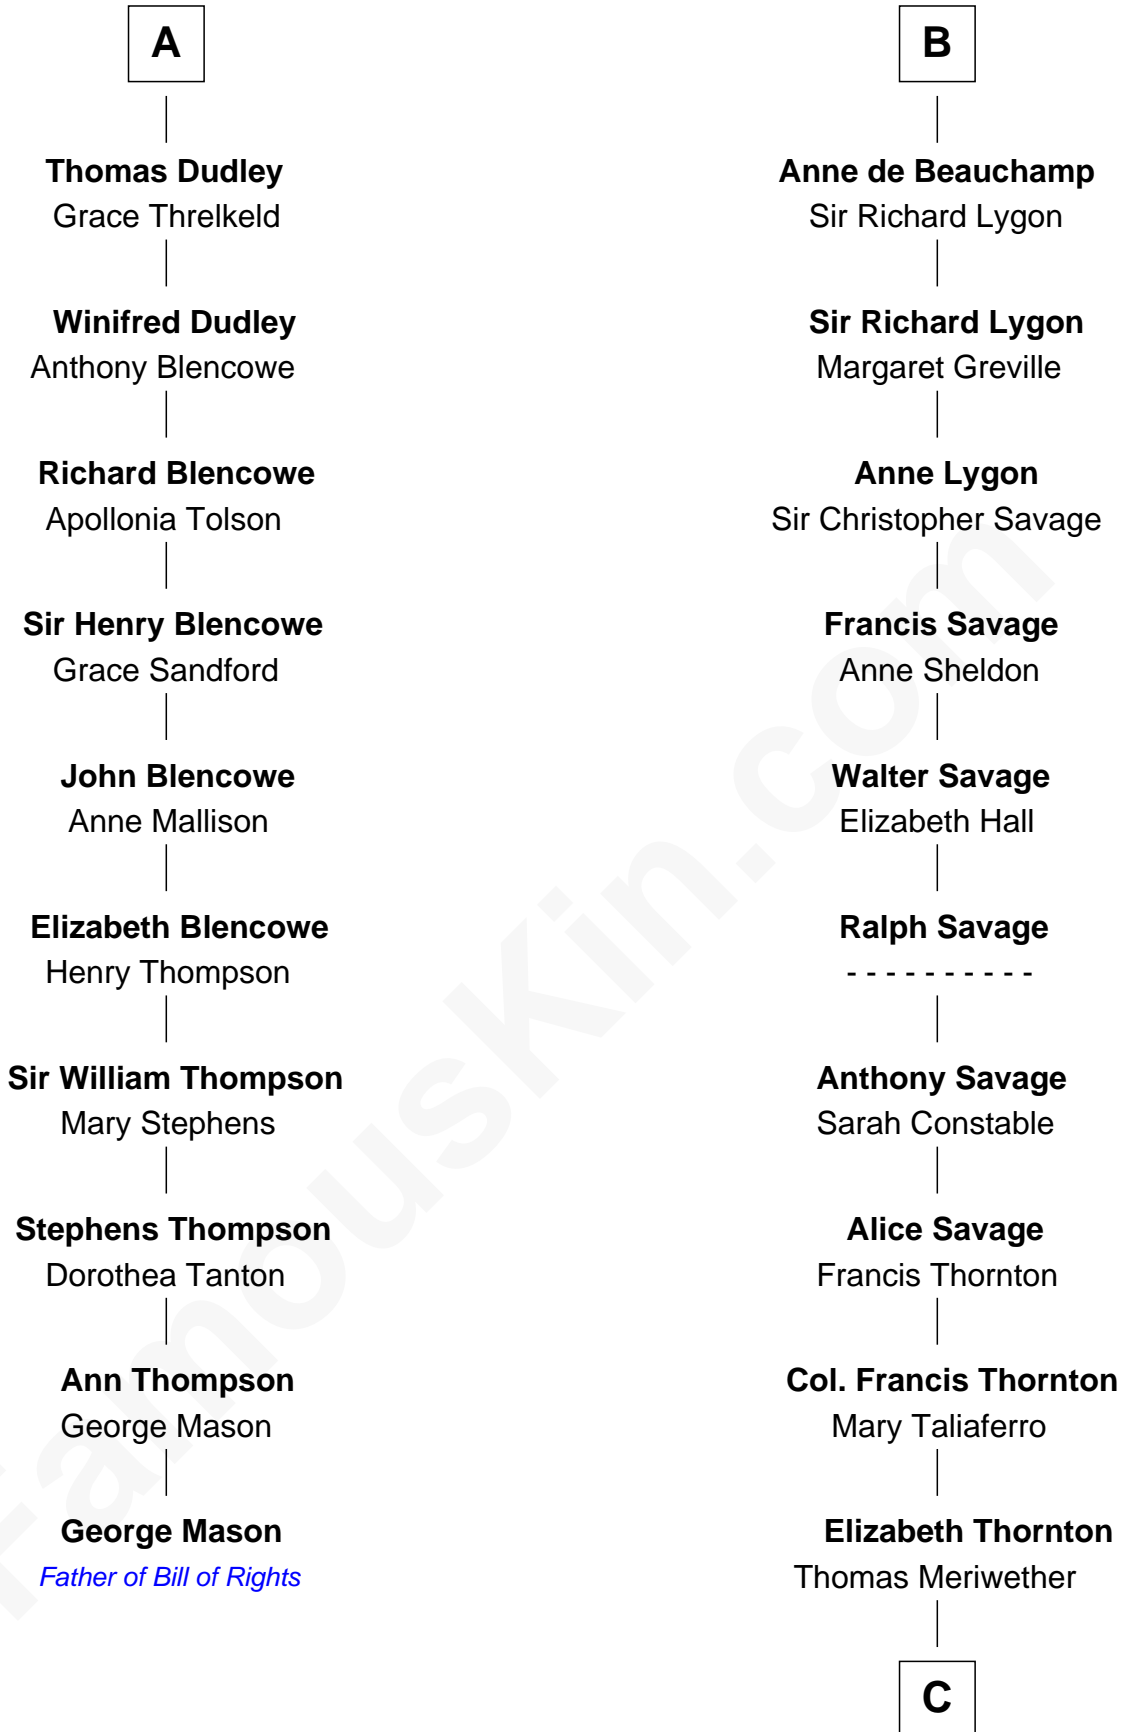 A
Thomas Dudley
Grace Threlkeld
Winifred Dudley
Anthony Blencowe
Richard Blencowe
Apollonia Tolson
Sir Henry Blencowe
Grace Sandford
John Blencowe
Anne Mallison
Elizabeth Blencowe
Henry Thompson
Sir William Thompson
Mary Stephens
Stephens Thompson
Dorothea Tanton
Ann Thompson
George Mason
George Mason
Father of Bill of Rights
B
Anne de Beauchamp
Sir Richard Lygon
Sir Richard Lygon
Margaret Greville
Anne Lygon
Sir Christopher Savage
Francis Savage
Anne Sheldon
Walter Savage
Elizabeth Hall
Ralph Savage
- - - - - - - - - -
Anthony Savage
Sarah Constable
Alice Savage
Francis Thornton
Col. Francis Thornton
Mary Taliaferro
Elizabeth Thornton
Thomas Meriwether
C
FamousKin.com